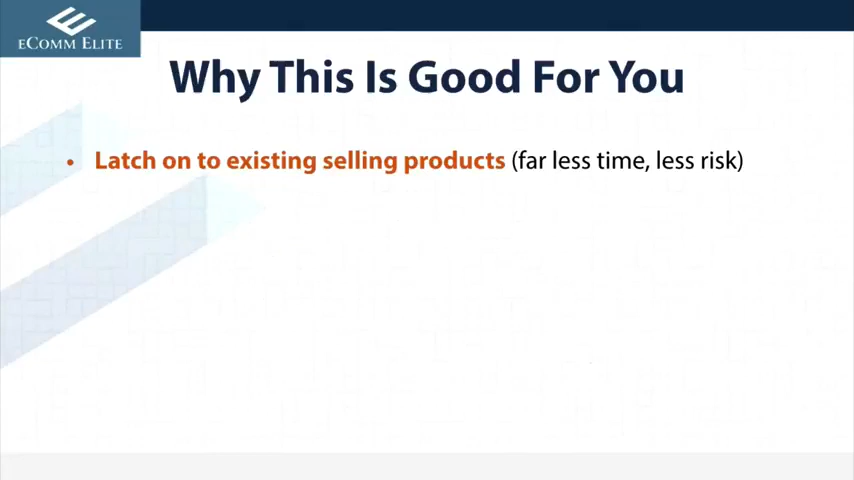 eComm Elite
Why This Is Good For You
• Latch on to existing selling products (far less time, less risk)